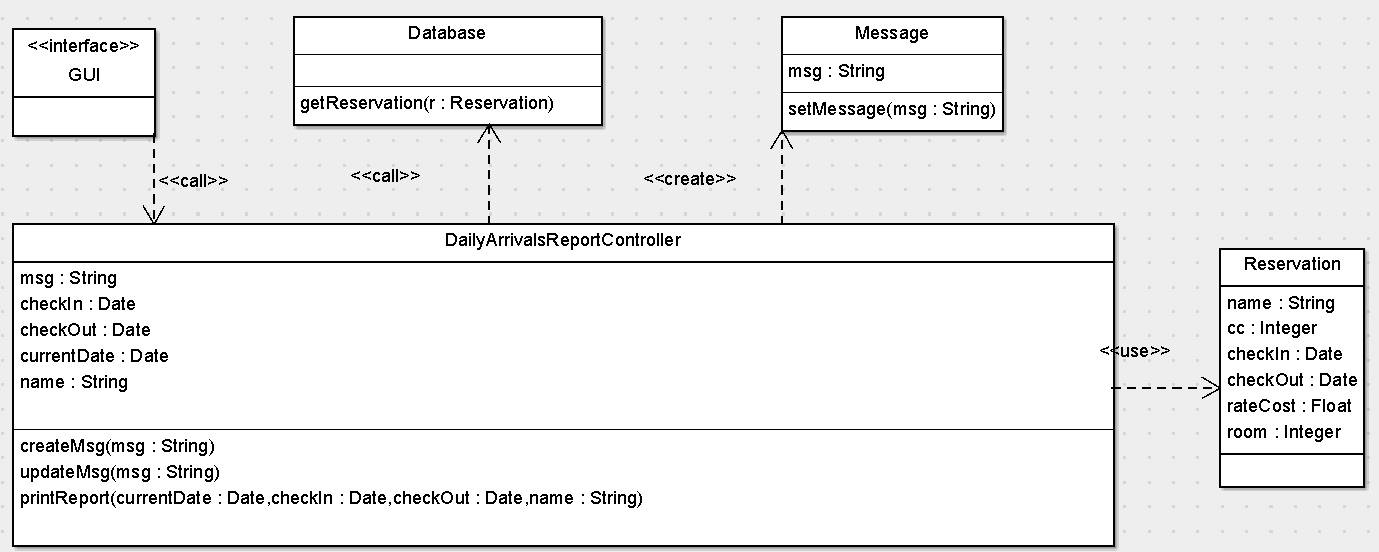 <<interface>>
GUI
Database
getReservation(r : Reservation)
Message
msg : String
setMessage(msg : String)
<<call>>
<<call>>
<<create>>
DailyArrivalsReportController
msg : String
checkIn : Date
checkOut : Date
currentDate : Date
name : String
createMsg(msg : String)
updateMsg(msg : String)
printReport(currentDate : Date,checkIn : Date,checkOut : Date,name : String)
<<use>>
Reservation
name : String
cc : Integer
checkIn : Date
checkOut : Date
rateCost : Float
room : Integer